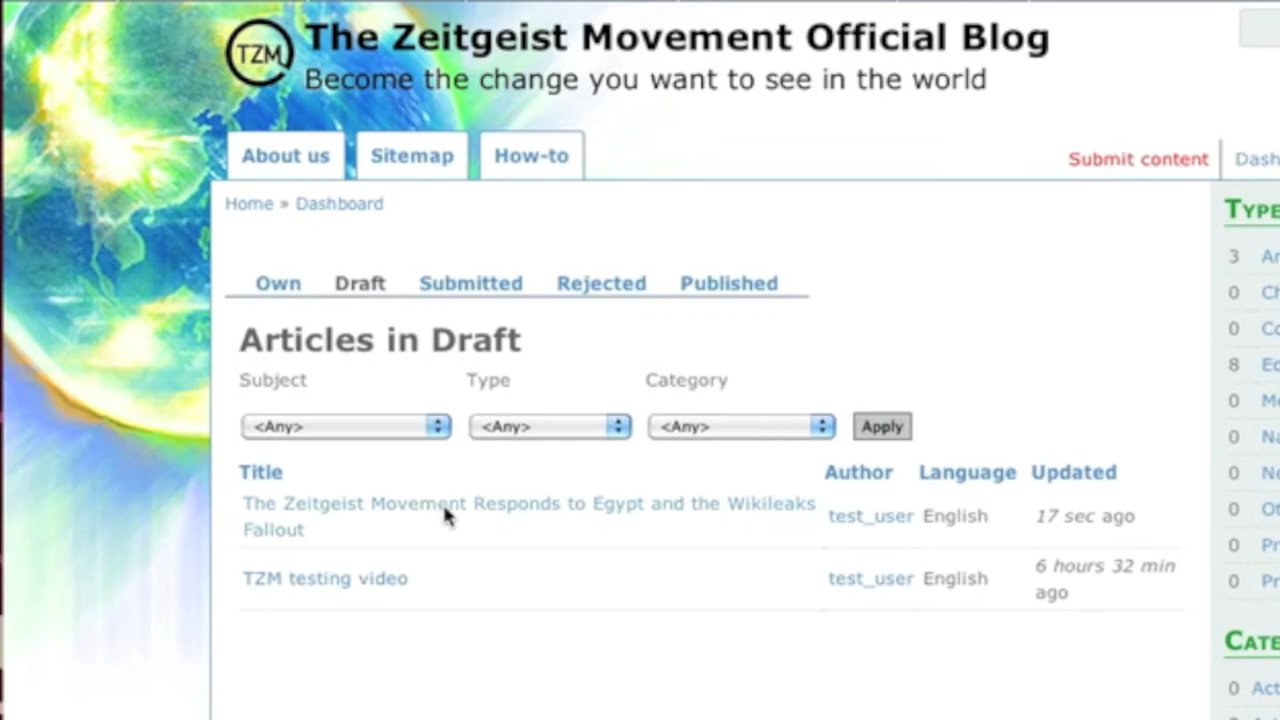 TZM
The Zeitgeist Movement Official Blog
Become the change you want to see in the world
About us Sitemap How-to
Submit content
Home » Dashboard
Own Draft Submitted Rejected Published
Articles in Draft
Subject Type Category
<Any> <Any> <Any> Apply
Title Author Language Updated
The Zeitgeist Movement Responds to Egypt and the Wikileaks
Fallout
test_user English 17 sec ago
TZM testing video test_user English 6 hours 32 min
ago
3
0
0
8
0
0
0
0
0
0
0